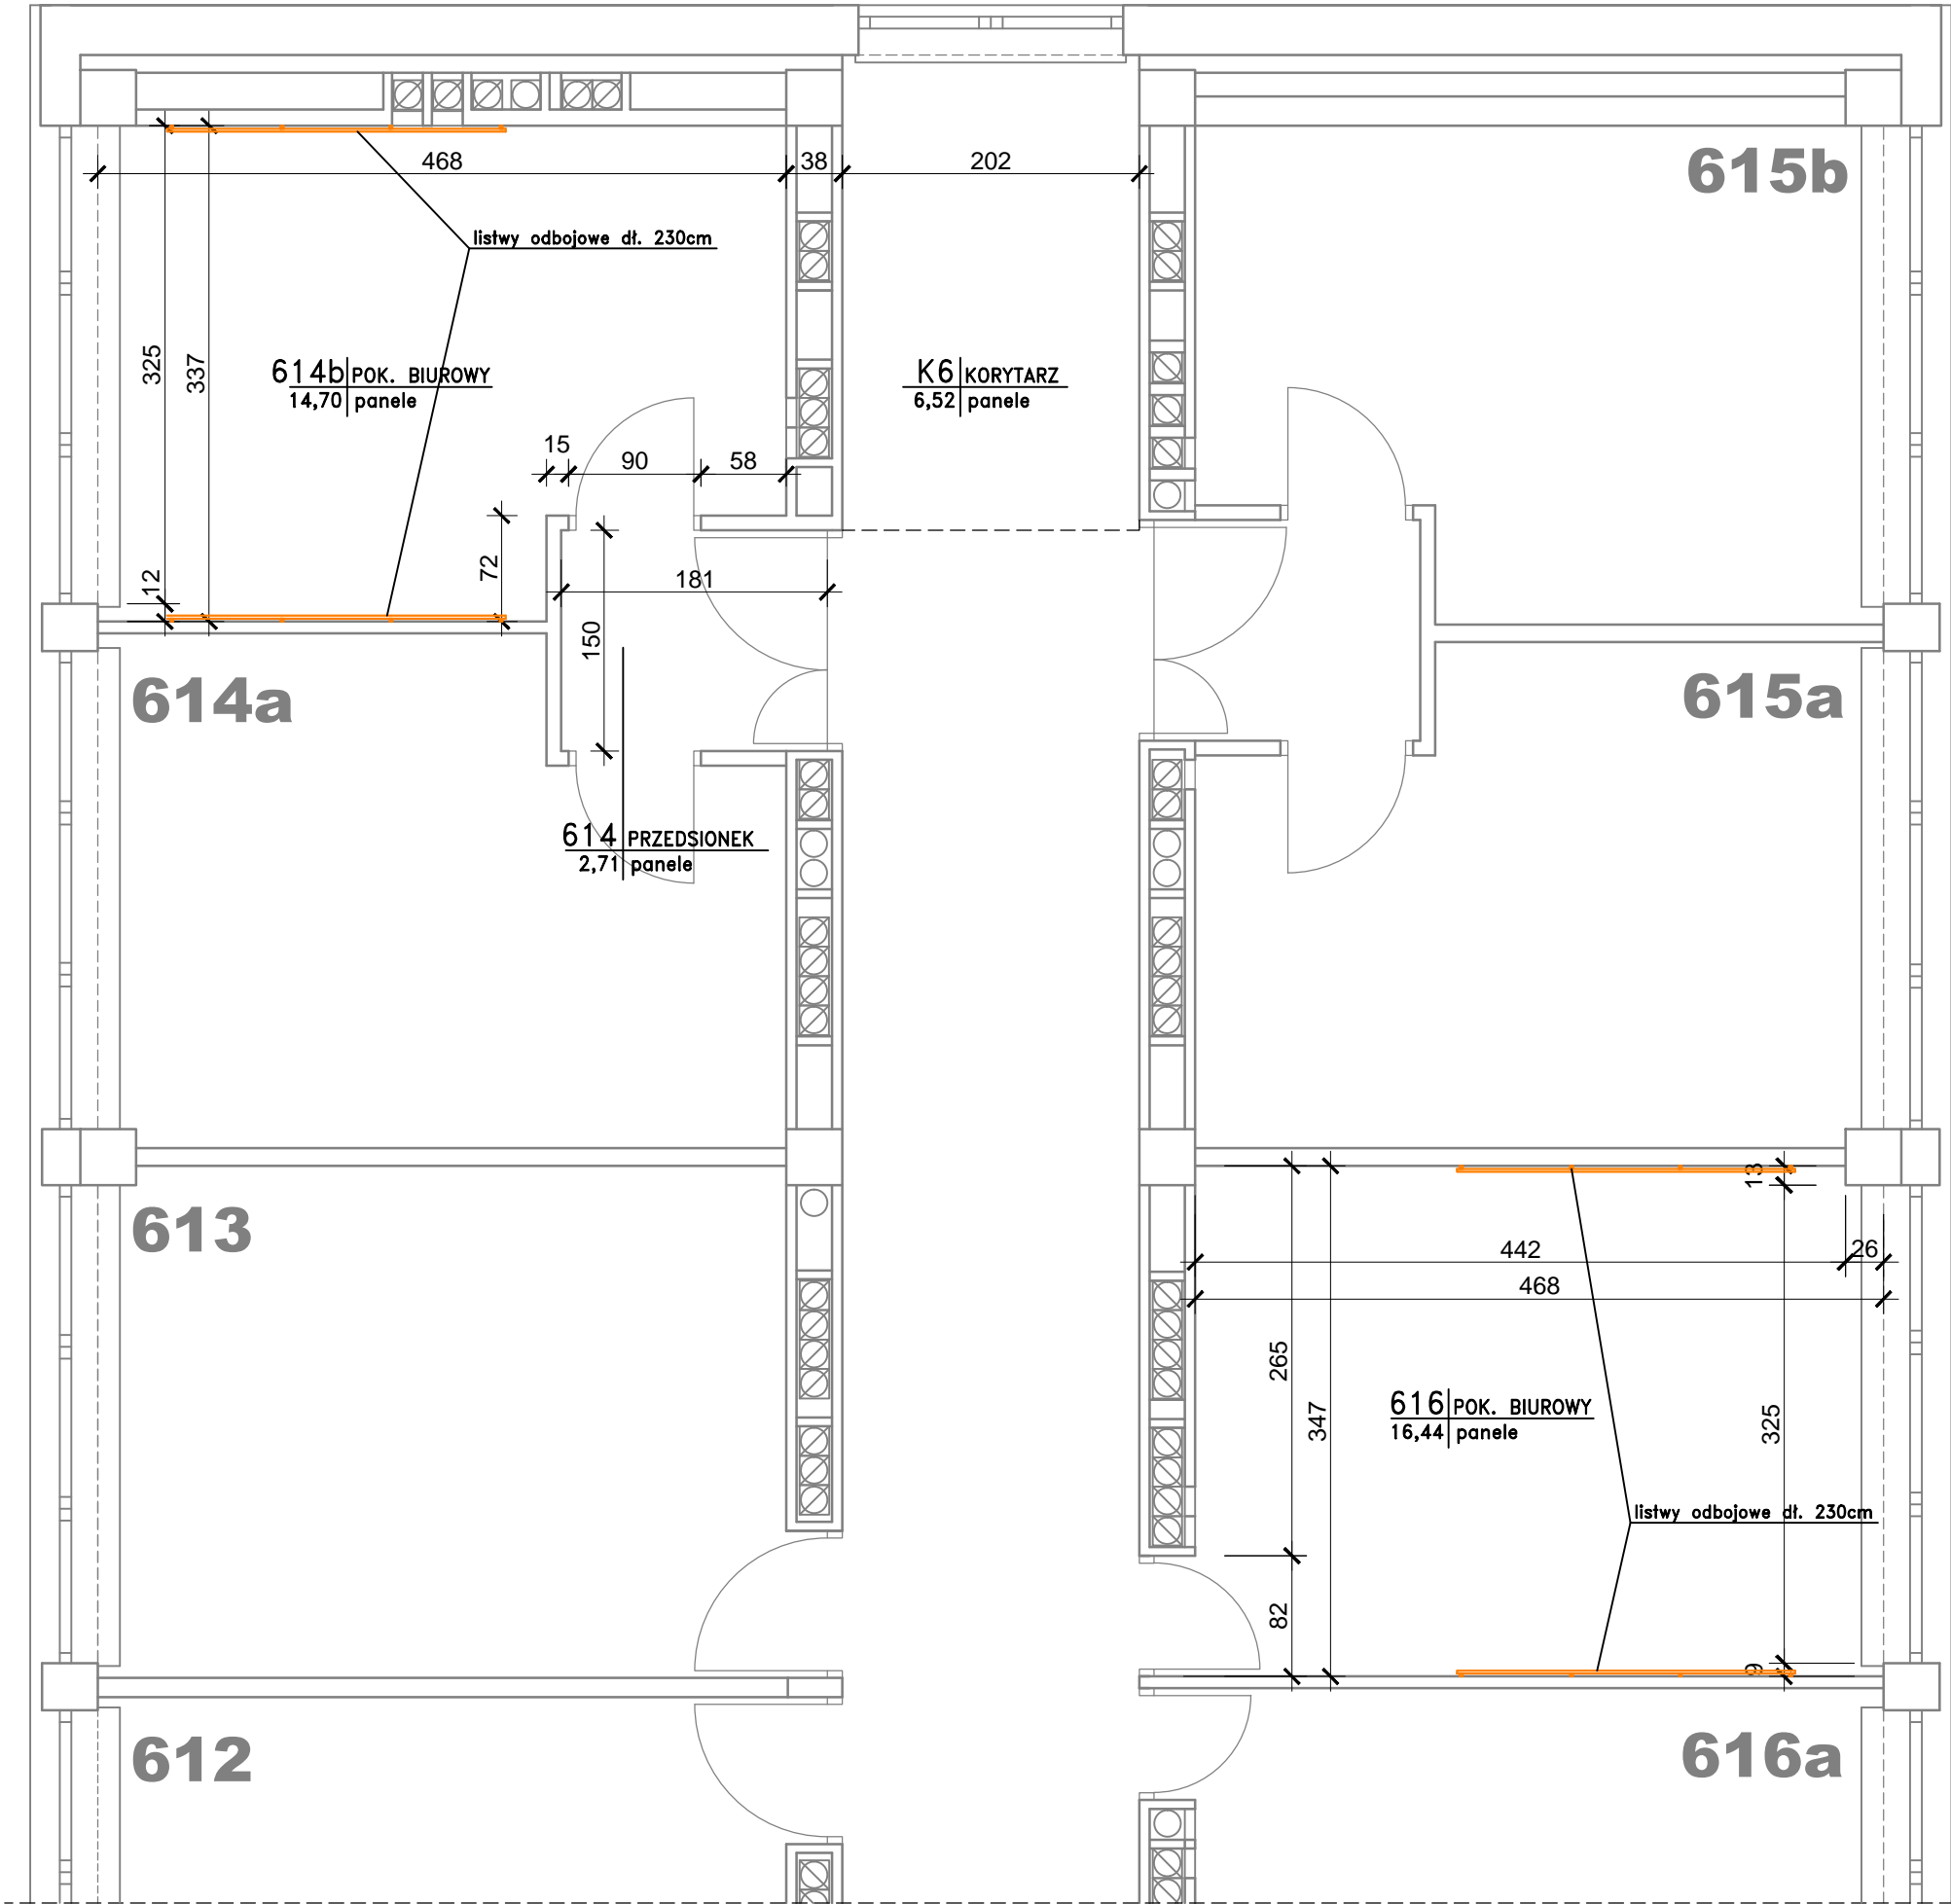 615b
468
38
202
listwy odbojowe dł. 230cm
325
337
614b POK. BIUROWY
14,70 panele
K6 KORYTARZ
6,52 panele
15
90
58
12
72
181
150
614a
615a
614 PRZEDSIONEK
2,71 panele
613
13
442
26
468
265
347
616 POK. BIUROWY
16,44 panele
325
listwy odbojowe dł. 230cm
82
9
612
616a